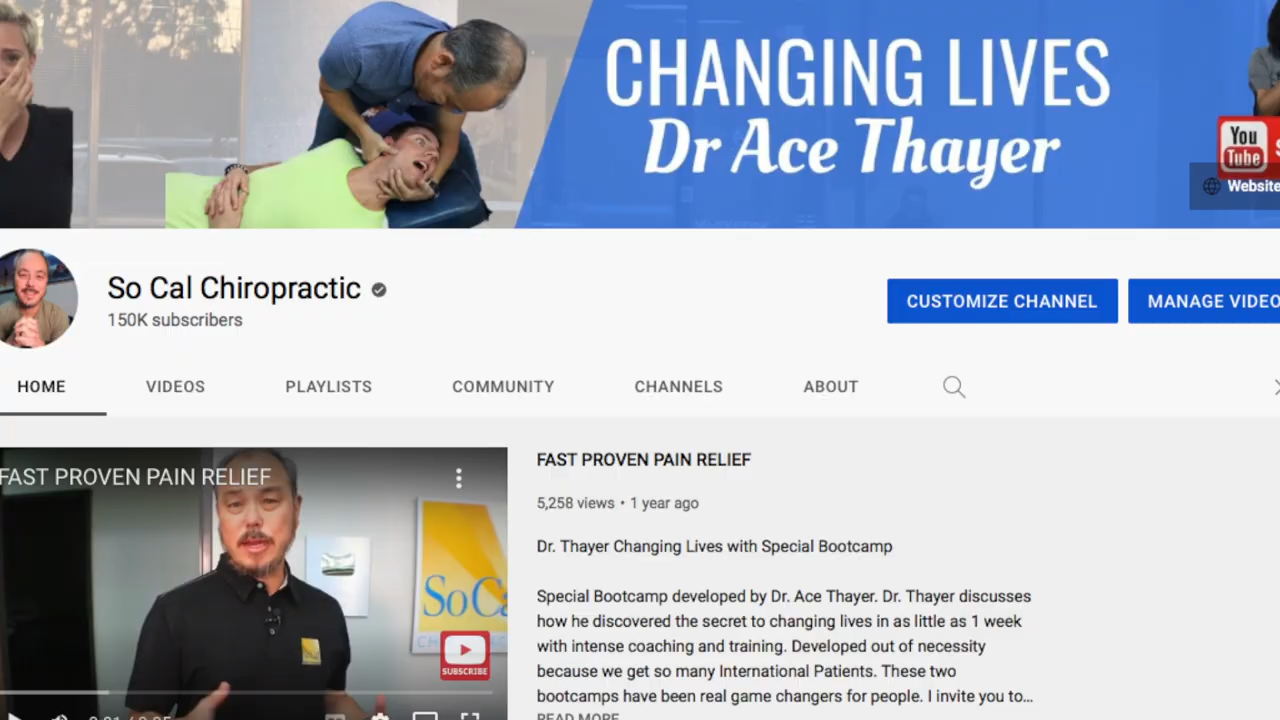 CHANGING LIVES
Dr Ace Thayer
You
Tube
Website
So Cal Chiropractic
150K subscribers
CUSTOMIZE CHANNEL
MANAGE VIDEO
HOME
VIDEOS
PLAYLISTS
COMMUNITY
CHANNELS
ABOUT
FAST PROVEN PAIN RELIEF
So Ca
SUBSCRIBE
FAST PROVEN PAIN RELIEF
5,258 views • 1 year ago
Dr. Thayer Changing Lives with Special Bootcamp
Special Bootcamp developed by Dr. Ace Thayer. Dr. Thayer discusses
how he discovered the secret to changing lives in as little as 1 week
with intense coaching and training. Developed out of necessity
because we get so many International Patients. These two
bootcamps have been real game changers for people. I invite you to...
READ MORE